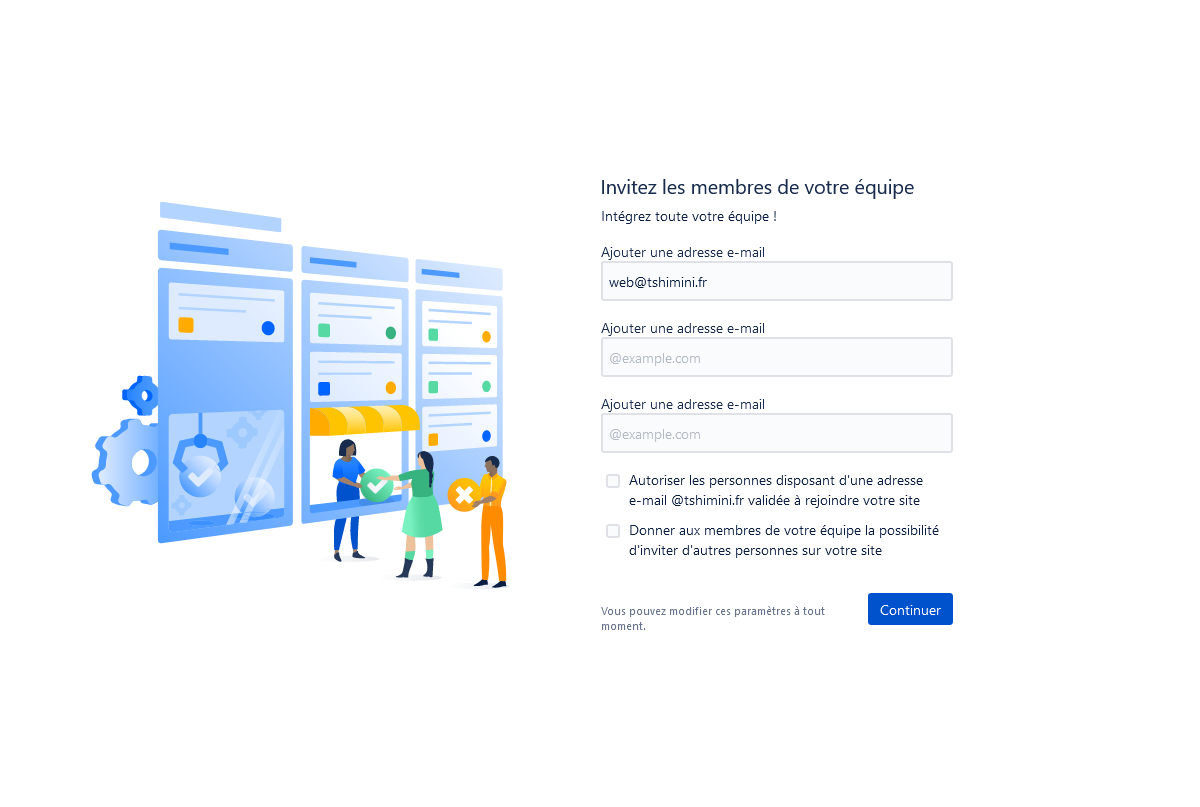 Invitez les membres de votre équipe
Intégrez toute votre équipe !
Ajouter une adresse e-mail
web@tshimini.fr
Ajouter une adresse e-mail
@example.com
Ajouter une adresse e-mail
@example.com
Autoriser les personnes disposant d'une adresse
e-mail @tshimini.fr validée à rejoindre votre site
Donner aux membres de votre équipe la possibilité
d'inviter d'autres personnes sur votre site
Vous pouvez modifier ces paramètres à tout
moment.
Continuer